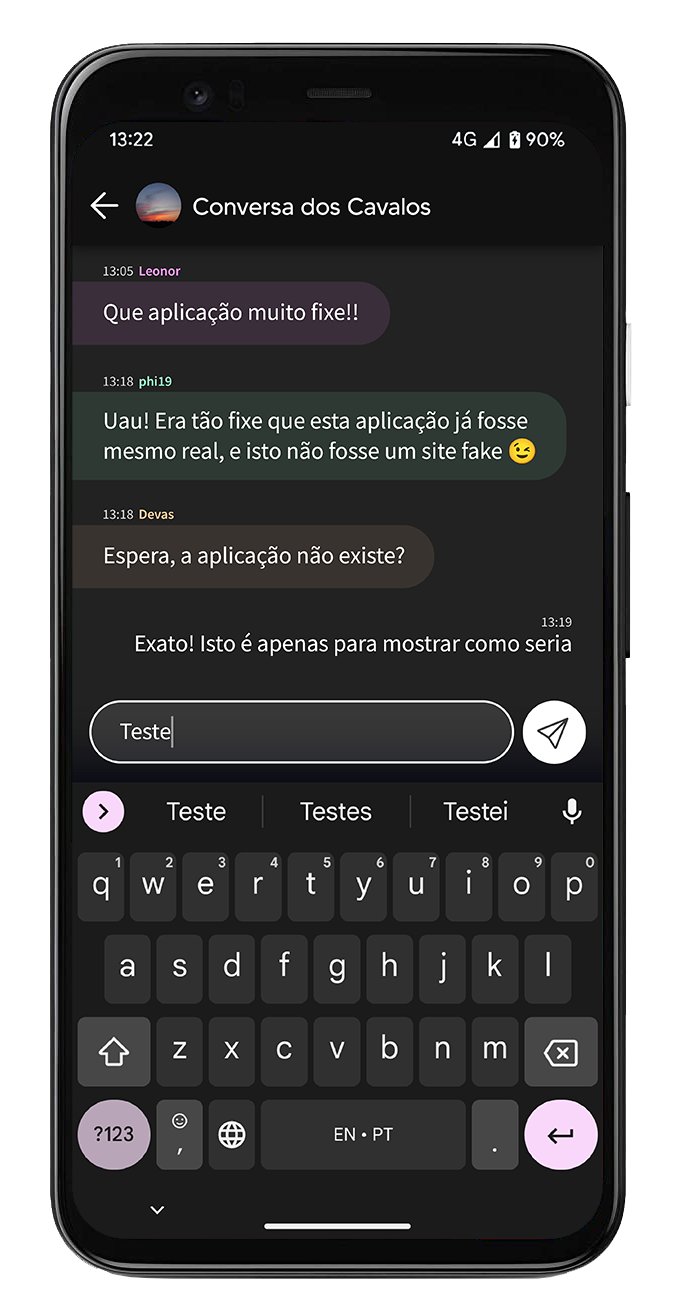 13:22 4G 90%
Conversa dos Cavalos
13:05 Leonor
Que aplicação muito fixe!!
13:18 phi19
Uau! Era tão fixe que esta aplicação já fosse
mesmo real, e isto não fosse um site fake 😉
13:18 Devas
Espera, a aplicação não existe?
13:19
Exato! Isto é apenas para mostrar como seria
Teste
Teste Testes Testei
1 2 3 4 5 6 7 8 9 0
q w e r t y u i o p
a s d f g h j k l
z x c v b n m
?123 , EN • PT .